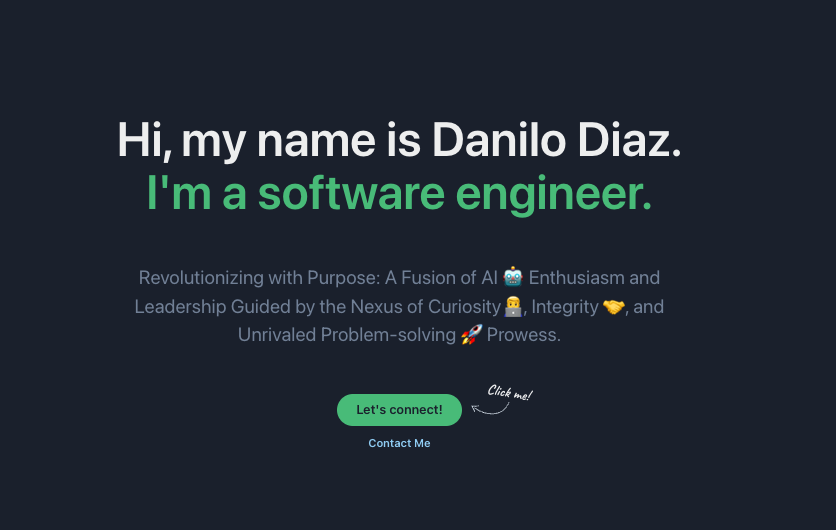 Hi, my name is Danilo Diaz.
I'm a software engineer.
Revolutionizing with Purpose: A Fusion of AI 🤖 Enthusiasm and
Leadership Guided by the Nexus of Curiosity 👨‍💻, Integrity 🤝, and
Unrivaled Problem-solving 🚀 Prowess.
Click me!
Let's connect!
Contact Me